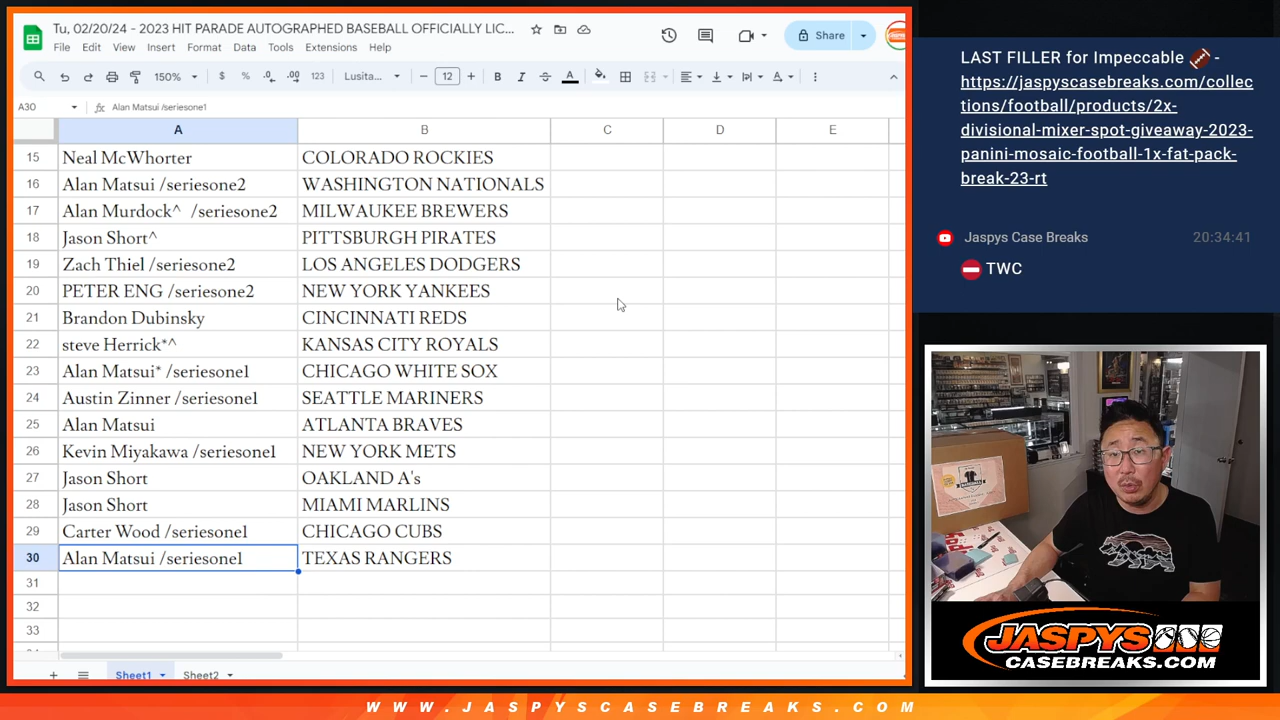 Tu, 02/20/24 - 2023 HIT PARADE AUTOGRAPHED BASEBALL OFFICIALLY LIC...
File Edit View Insert Format Data Tools Extensions Help
Share
150% $ % .0 .00 123 Lusita... 12 B I A
A30 fx Alan Matsui /seriesone1
A B C D E
15 Neal McWhorter COLORADO ROCKIES
16 Alan Matsui /seriesone2 WASHINGTON NATIONALS
17 Alan Murdock^ /seriesone2 MILWAUKEE BREWERS
18 Jason Short^ PITTSBURGH PIRATES
19 Zach Thiel /seriesone2 LOS ANGELES DODGERS
20 PETER ENG /seriesone2 NEW YORK YANKEES
21 Brandon Dubinsky CINCINNATI REDS
22 steve Herrick*^ KANSAS CITY ROYALS
23 Alan Matsui* /seriesone1 CHICAGO WHITE SOX
24 Austin Zinner /seriesone1 SEATTLE MARINERS
25 Alan Matsui ATLANTA BRAVES
26 Kevin Miyakawa /seriesone1 NEW YORK METS
27 Jason Short OAKLAND A's
28 Jason Short MIAMI MARLINS
29 Carter Wood /seriesone1 CHICAGO CUBS
30 Alan Matsui /seriesone1 TEXAS RANGERS
31
32
33
Sheet1 Sheet2
LAST FILLER for Impeccable 🏈 -
https://jaspyscasebreaks.com/collec
tions/football/products/2x-
divisional-mixer-spot-giveaway-2023-
panini-mosaic-football-1x-fat-pack-
break-23-rt
Jaspys Case Breaks 20:34:41
⛔ TWC
JASPYS
CASEBREAKS.COM
WWW.JASPYSCASEBREAKS.COM